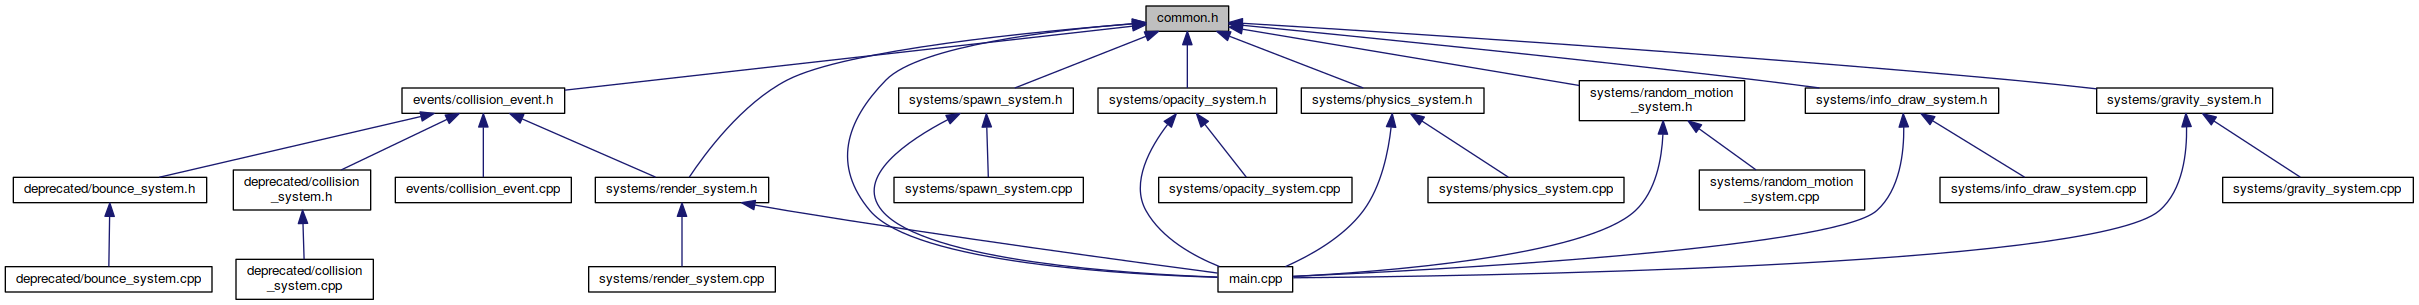 common.h
events/collision_event.h
systems/spawn_system.h
systems/opacity_system.h
systems/physics_system.h
systems/random_motion
_system.h
systems/info_draw_system.h
systems/gravity_system.h
deprecated/bounce_system.h
deprecated/collision
_system.h
events/collision_event.cpp
systems/render_system.h
systems/spawn_system.cpp
systems/opacity_system.cpp
systems/physics_system.cpp
systems/random_motion
_system.cpp
systems/info_draw_system.cpp
systems/gravity_system.cpp
deprecated/bounce_system.cpp
deprecated/collision
_system.cpp
systems/render_system.cpp
main.cpp